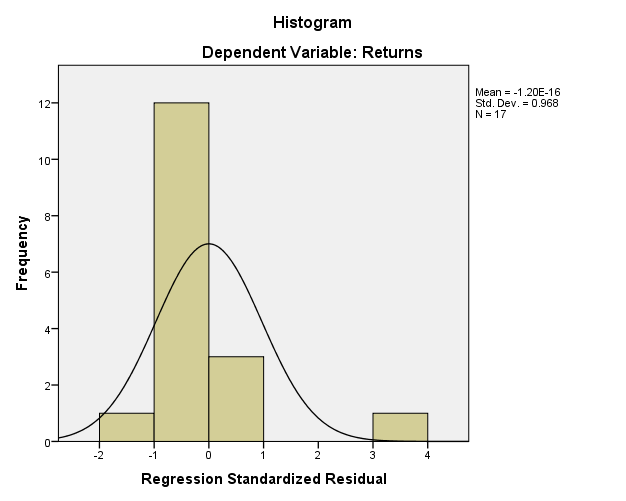 Histogram
Dependent Variable: Returns
Mean = -1.20E-16
Std. Dev. = 0.968
N = 17
Frequency
12
10
8
6
4
2
0
-2 -1 0 1 2 3 4
Regression Standardized Residual